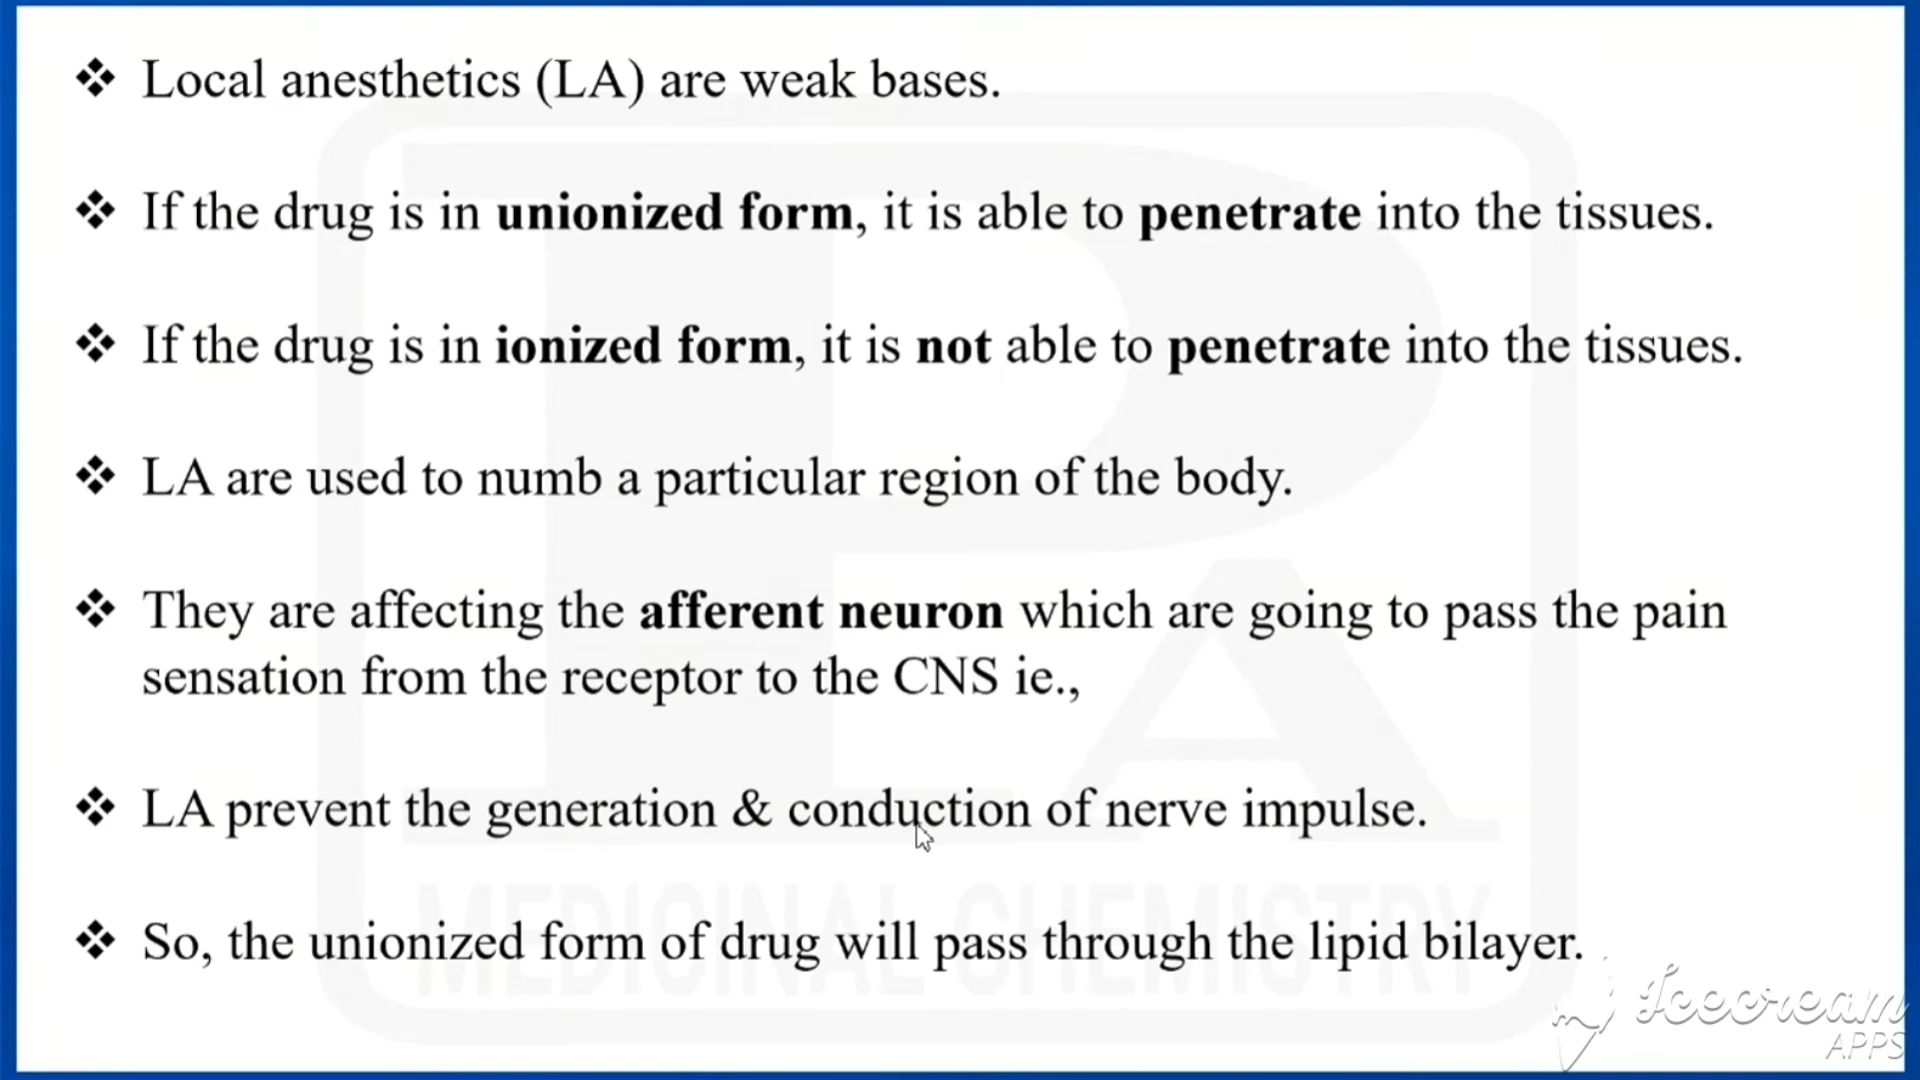 ❖ Local anesthetics (LA) are weak bases.
❖ If the drug is in unionized form, it is able to penetrate into the tissues.
❖ If the drug is in ionized form, it is not able to penetrate into the tissues.
❖ LA are used to numb a particular region of the body.
❖ They are affecting the afferent neuron which are going to pass the pain
sensation from the receptor to the CNS ie.,
❖ LA prevent the generation & conduction of nerve impulse.
❖ So, the unionized form of drug will pass through the lipid bilayer.
PA
MEDICINAL CHEMISTRY
Icecream
APPS